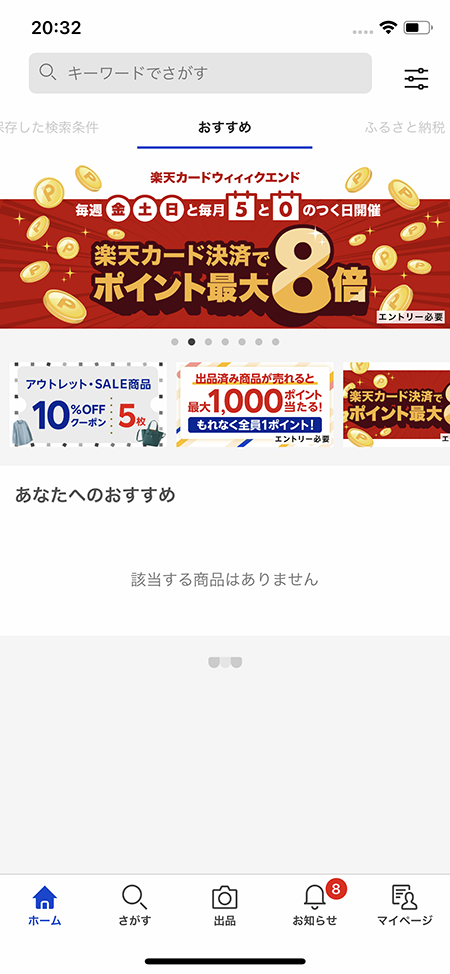 20:32
キーワードでさがす
保存した検索条件
おすすめ
ふるさと納税
楽天カードウィィィクエンド
毎週金土日と毎月5と0のつく日開催
楽天カード決済で
ポイント最大8倍
エントリー必要
アウトレット・SALE商品
10%OFFクーポン 5枚
出品済み商品が売れると
最大1,000ポイント当たる!
もれなく全員1ポイント!
エントリー必要
楽天カード決済で
ポイント最大
エ
あなたへのおすすめ
該当する商品はありません
ホーム
さがす
出品
8
お知らせ
マイページ